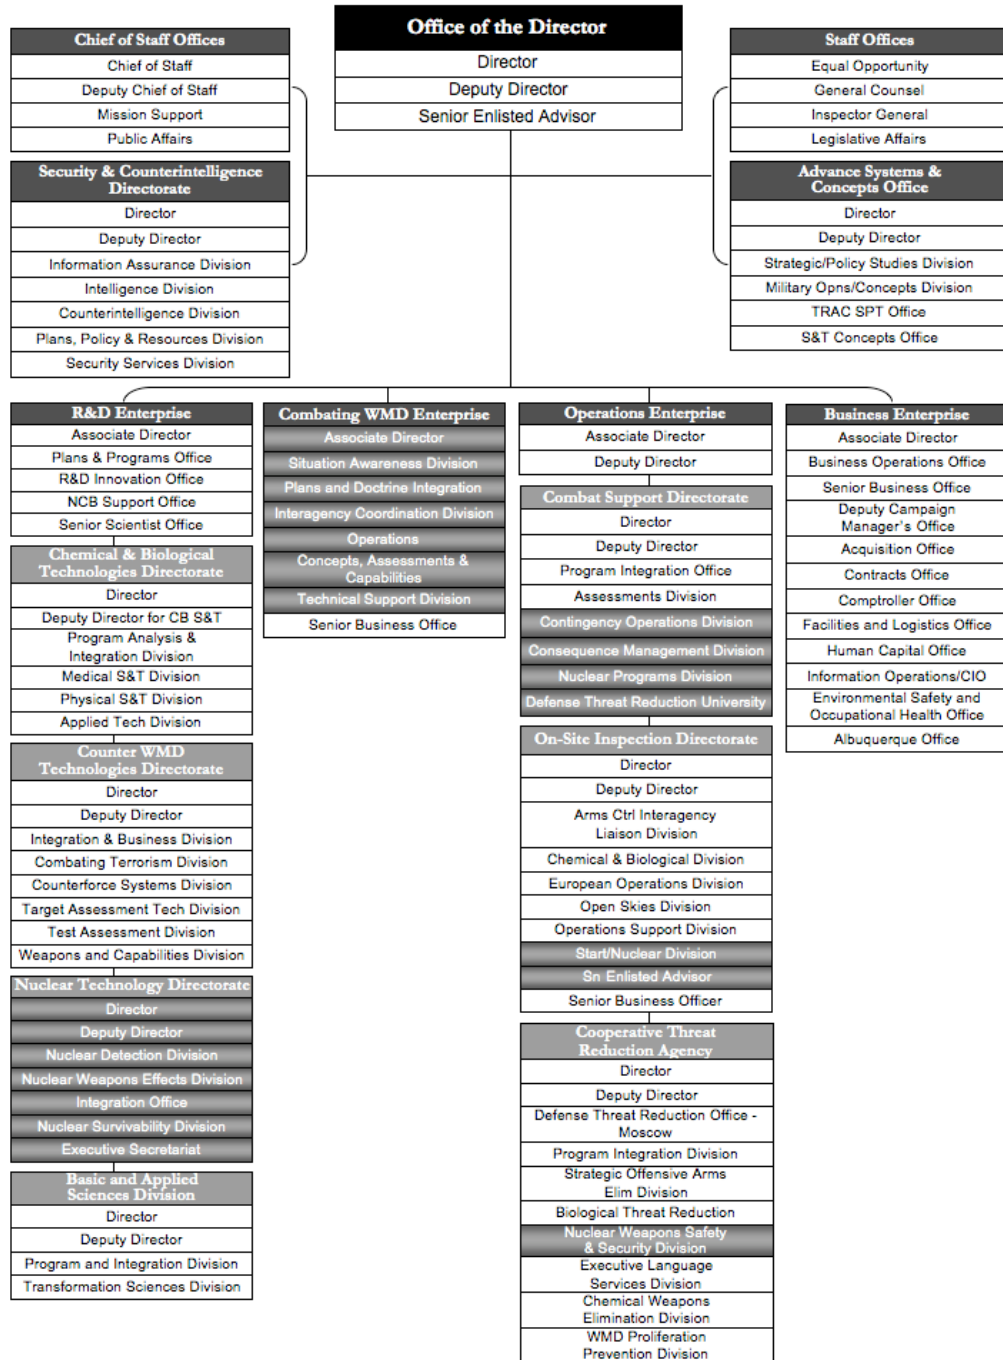 Office of the Director
Director
Deputy Director
Senior Enlisted Advisor
Chief of Staff Offices
Chief of Staff
Deputy Chief of Staff
Mission Support
Public Affairs
Security & Counterintelligence
Directorate
Director
Deputy Director
Information Assurance Division
Intelligence Division
Counterintelligence Division
Plans, Policy & Resources Division
Security Services Division
Staff Offices
Equal Opportunity
General Counsel
Inspector General
Legislative Affairs
Advance Systems &
Concepts Office
Director
Deputy Director
Strategic/Policy Studies Division
Military Opns/Concepts Division
TRAC SPT Office
S&T Concepts Office
R&D Enterprise
Associate Director
Plans & Programs Office
R&D Innovation Office
NCB Support Office
Senior Scientist Office
Chemical & Biological
Technologies Directorate
Director
Deputy Director for CB S&T
Program Analysis &
Integration Division
Medical S&T Division
Physical S&T Division
Applied Tech Division
Counter WMD
Technologies Directorate
Director
Deputy Director
Integration & Business Division
Combating Terrorism Division
Counterforce Systems Division
Target Assessment Tech Division
Test Assessment Division
Weapons and Capabilities Division
Nuclear Technology Directorate
Director
Deputy Director
Nuclear Detection Division
Nuclear Weapons Effects Division
Integration Office
Nuclear Survivability Division
Executive Secretariat
Basic and Applied
Sciences Division
Director
Deputy Director
Program and Integration Division
Transformation Sciences Division
Combating WMD Enterprise
Associate Director
Situation Awareness Division
Plans and Doctrine Integration
Interagency Coordination Division
Operations
Concepts, Assessments &
Capabilities
Technical Support Division
Senior Business Office
Operations Enterprise
Associate Director
Deputy Director
Combat Support Directorate
Director
Deputy Director
Program Integration Office
Assessments Division
Contingency Operations Division
Consequence Management Division
Nuclear Programs Division
Defense Threat Reduction University
On-Site Inspection Directorate
Director
Deputy Director
Arms Ctrl Interagency
Liaison Division
Chemical & Biological Division
European Operations Division
Open Skies Division
Operations Support Division
Start/Nuclear Division
Sn Enlisted Advisor
Senior Business Officer
Cooperative Threat
Reduction Agency
Director
Deputy Director
Defense Threat Reduction Office -
Moscow
Program Integration Division
Strategic Offensive Arms
Elim Division
Biological Threat Reduction
Nuclear Weapons Safety
& Security Division
Executive Language
Services Division
Chemical Weapons
Elimination Division
WMD Proliferation
Prevention Division
Business Enterprise
Associate Director
Business Operations Office
Senior Business Office
Deputy Campaign
Manager's Office
Acquisition Office
Contracts Office
Comptroller Office
Facilities and Logistics Office
Human Capital Office
Information Operations/CIO
Environmental Safety and
Occupational Health Office
Albuquerque Office